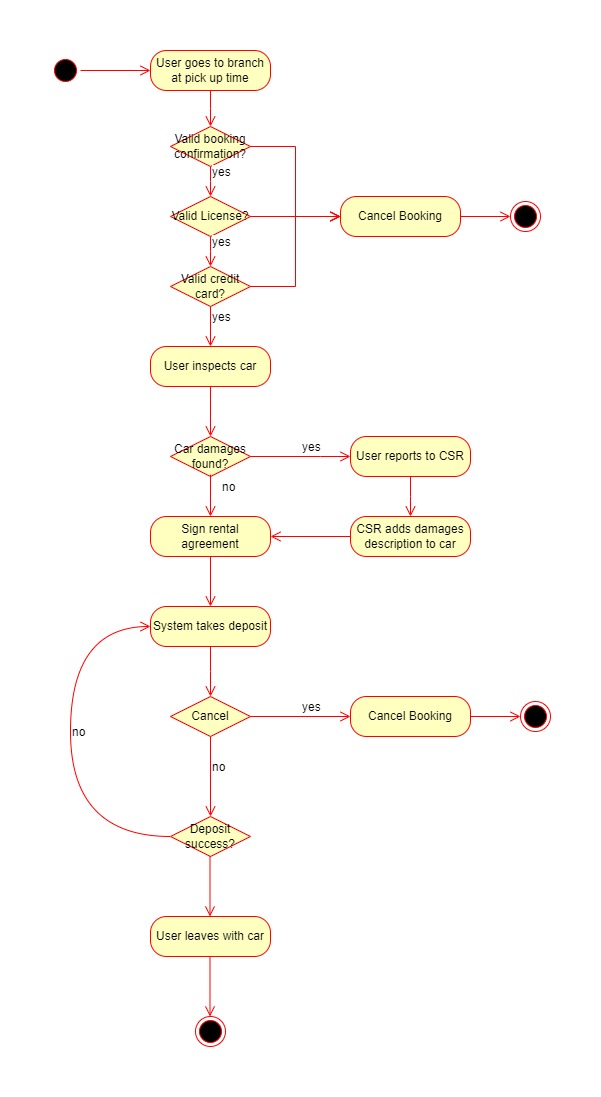 User goes to branch
at pick up time
Valid booking
confirmation?
yes
Valid License?
Cancel Booking
yes
Valid credit
card?
yes
User inspects car
Car damages
found?
yes
User reports to CSR
no
Sign rental
agreement
CSR adds damages
description to car
System takes deposit
Cancel
yes
Cancel Booking
no
no
Deposit
success?
User leaves with car